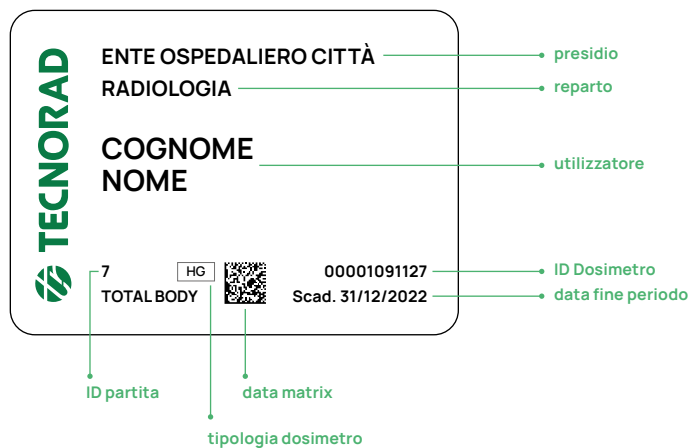 TECNORAD
ENTE OSPEDALIERO CITTÀ
presidio
RADIOLOGIA
reparto
COGNOME
NOME
utilizzatore
7
HG
00001091127
ID Dosimetro
TOTAL BODY
Scad. 31/12/2022
data fine periodo
ID partita
data matrix
tipologia dosimetro